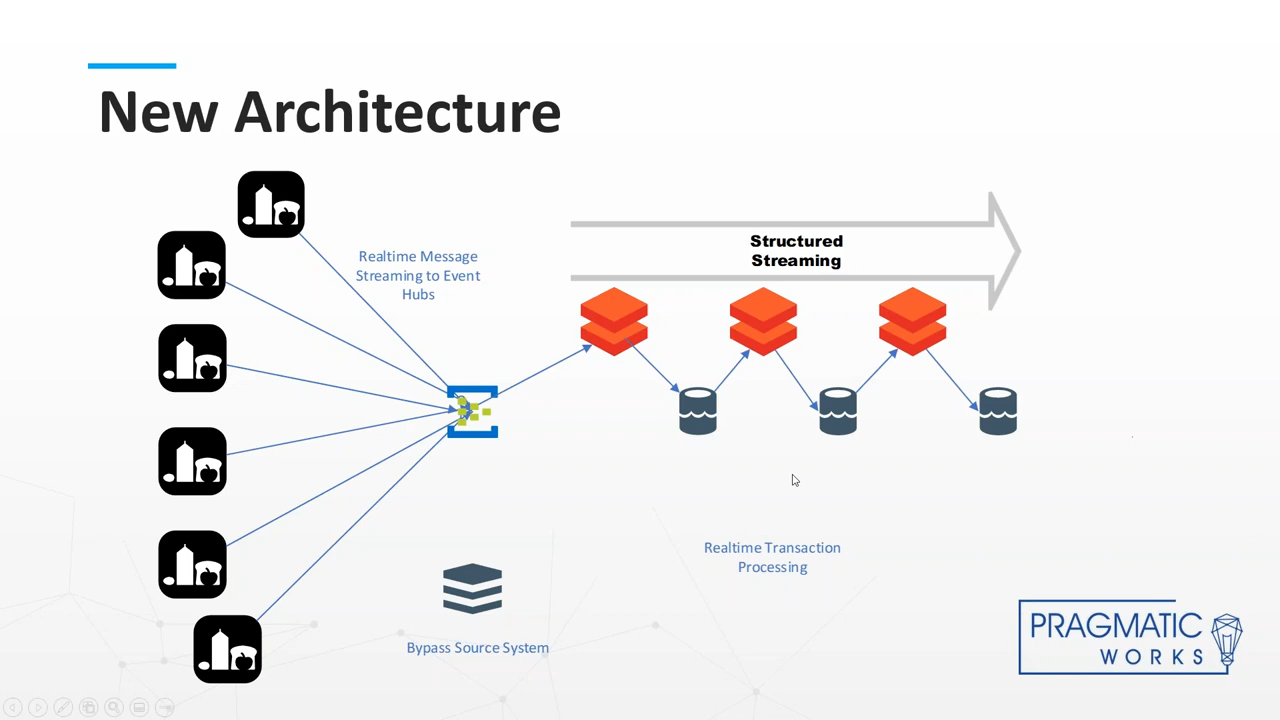 New Architecture
Realtime Message
Streaming to Event
Hubs
Structured
Streaming
Realtime Transaction
Processing
Bypass Source System
PRAGMATIC
WORKS